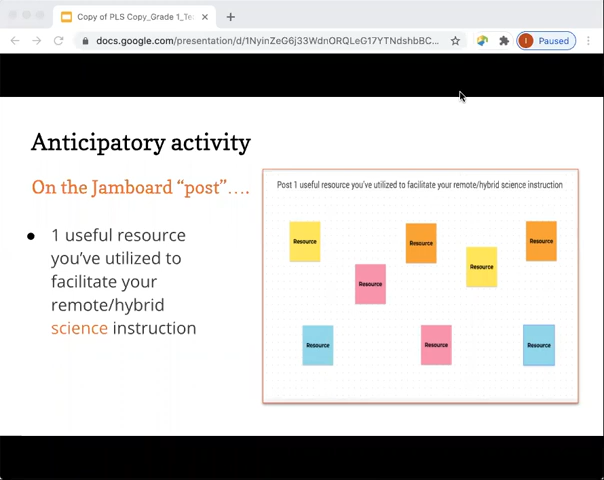 Copy of PLS Copy_Grade 1_Te
docs.google.com/presentation/d/1NyinZeG6j33WdnORQLeG17YTNdshbBC...
Paused
Anticipatory activity
On the Jamboard “post”….
Post 1 useful resource you've utilized to facilitate your remote/hybrid science instruction
1 useful resource
you’ve utilized to
facilitate your
remote/hybrid
science instruction
Resource
Resource
Resource
Resource
Resource
Resource
Resource
Resource